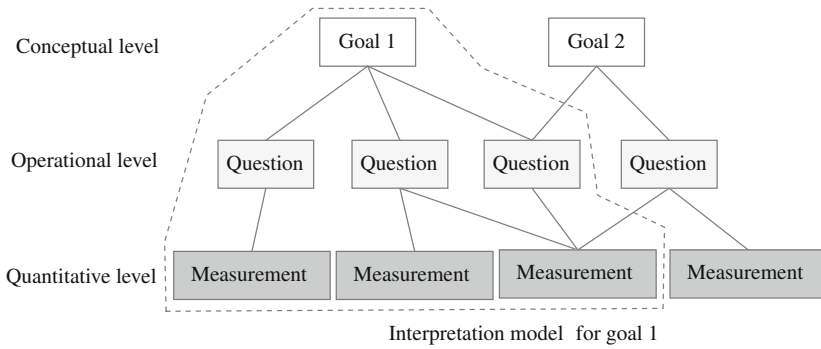 Conceptual level Goal 1 Goal 2
Operational level Question Question Question Question
Quantitative level Measurement Measurement Measurement Measurement
Interpretation model for goal 1